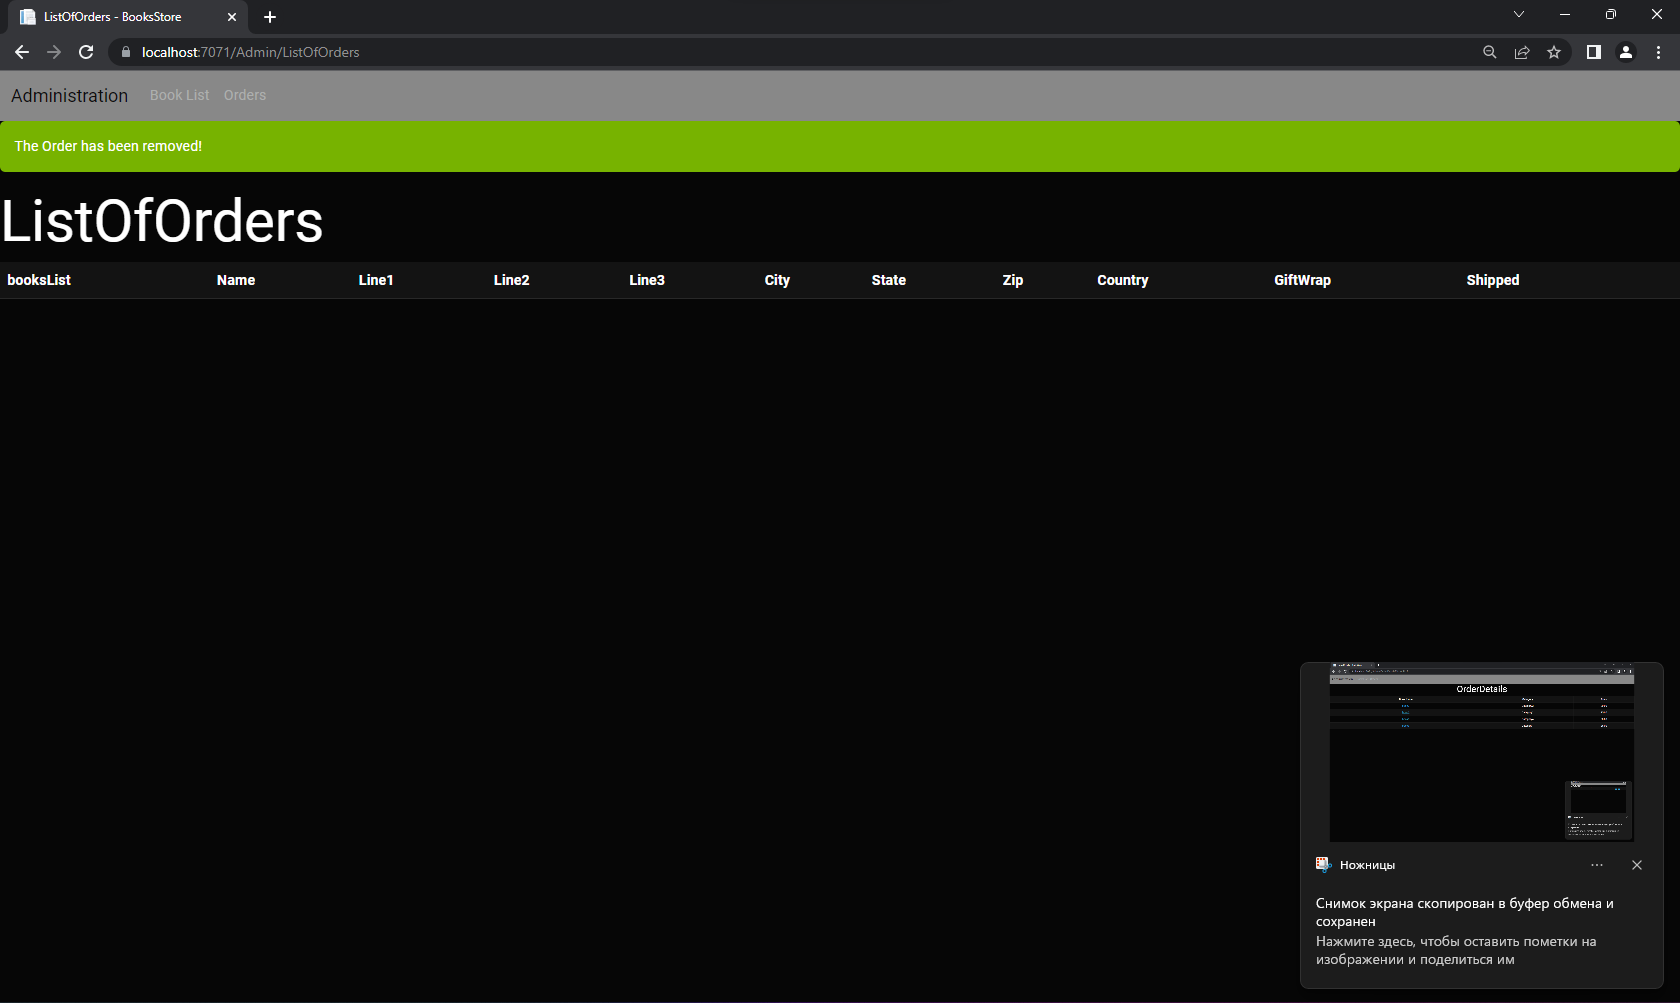 ListOfOrders - BooksStore
localhost:7071/Admin/ListOfOrders
Administration Book List Orders
The Order has been removed!
ListOfOrders
booksList Name Line1 Line2 Line3 City State Zip Country GiftWrap Shipped
OrderDetails
Ножницы
Снимок экрана скопирован в буфер обмена и
сохранен
Нажмите здесь, чтобы оставить пометки на
изображении и поделиться им